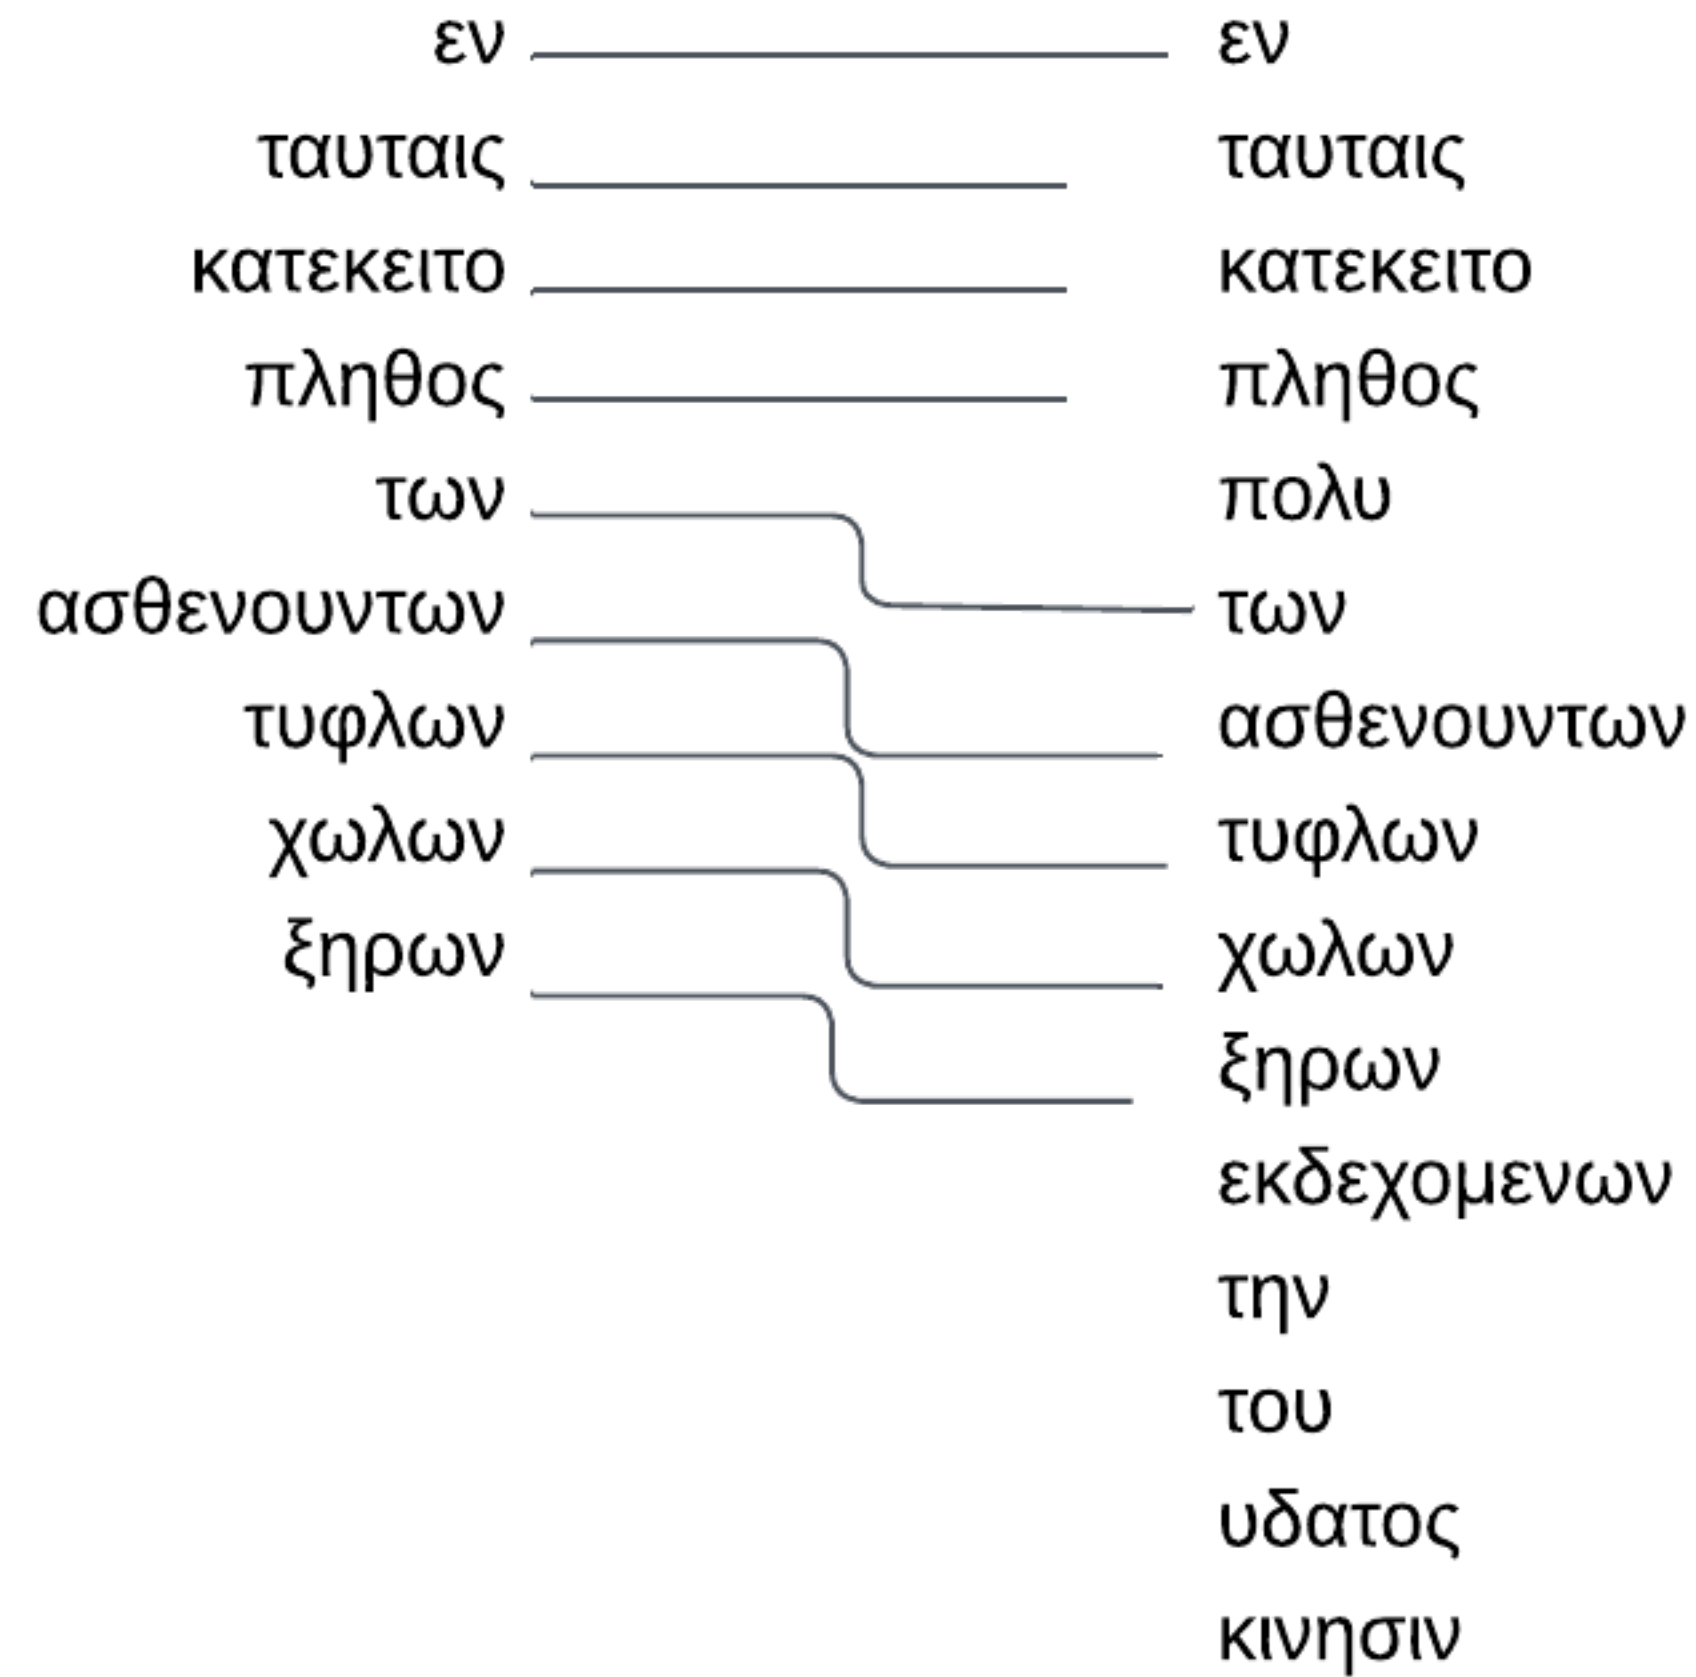 εν εν
ταυταις ταυταις
κατεκειτο κατεκειτο
πληθος πληθος
των πολυ
ασθενουντων των
τυφλων ασθενουντων
χωλων τυφλων
ξηρων χωλων
ξηρων
εκδεχομενων
την
του
υδατος
κινησιν